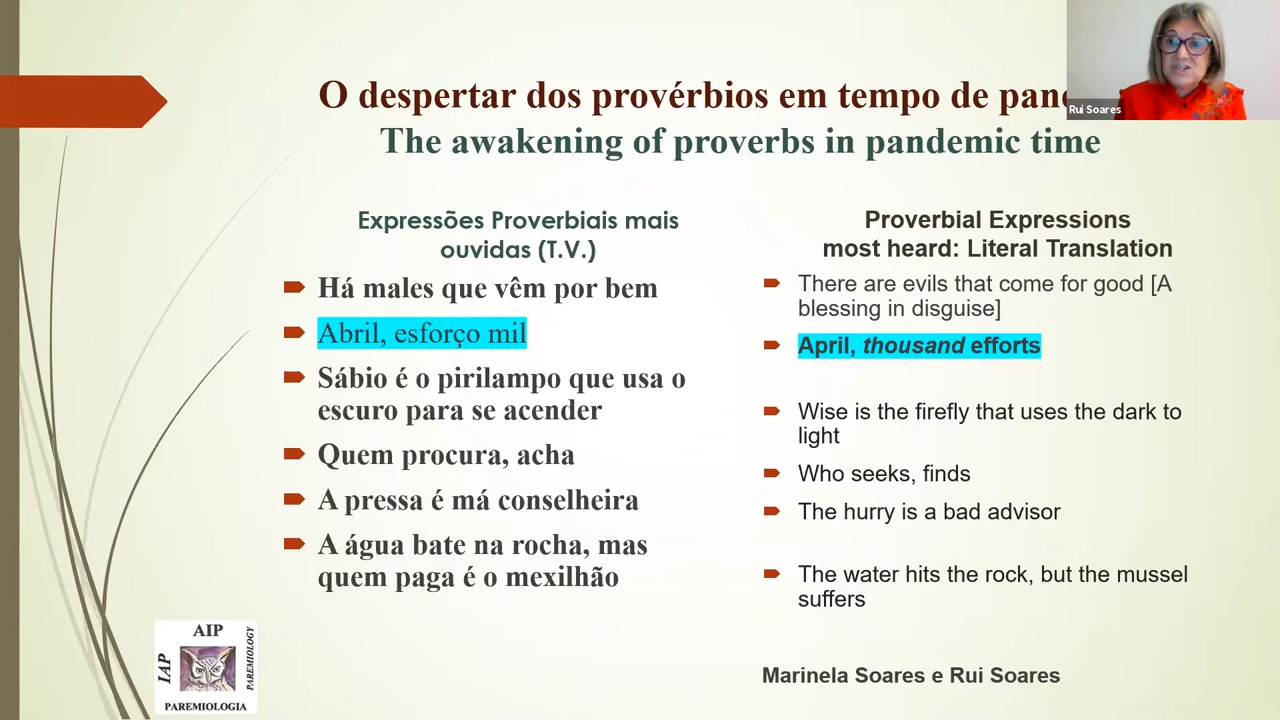 O despertar dos provérbios em tempo de pan
The awakening of proverbs in pandemic time
Rui Soares
Expressões Proverbiais mais
ouvidas (T.V.)
Há males que vêm por bem
Abril, esforço mil
Sábio é o pirilampo que usa o
escuro para se acender
Quem procura, acha
A pressa é má conselheira
A água bate na rocha, mas
quem paga é o mexilhão
Proverbial Expressions
most heard: Literal Translation
There are evils that come for good [A
blessing in disguise]
April, thousand efforts
Wise is the firefly that uses the dark to
light
Who seeks, finds
The hurry is a bad advisor
The water hits the rock, but the mussel
suffers
AIP
IAP
PAREMIOLOGY
PAREMIOLOGIA
Marinela Soares e Rui Soares